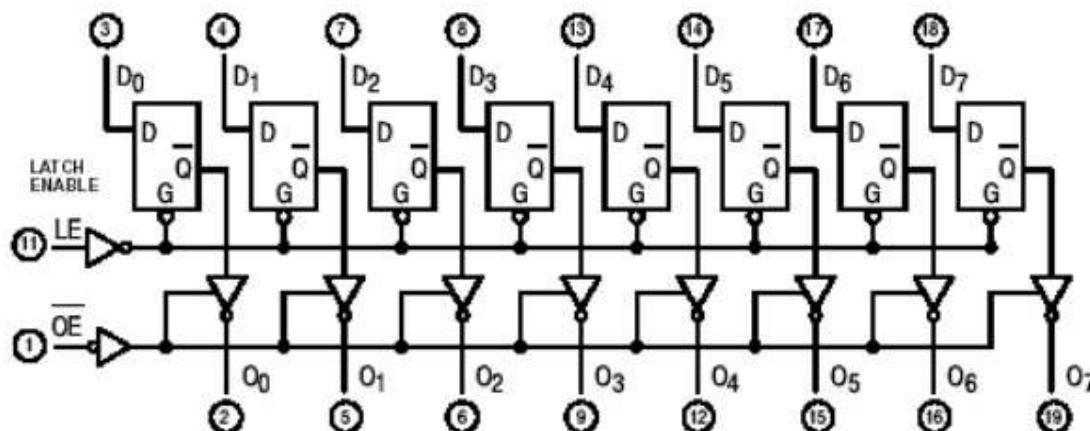 3 4 7 8 13 14 17 18
D0 D1 D2 D3 D4 D5 D6 D7
D D D D D D D D
Q̅ Q̅ Q̅ Q̅ Q̅ Q̅ Q̅ Q̅
LATCH
ENABLE
G G G G G G G G
11 LE
1 O̅E̅
O0 O1 O2 O3 O4 O5 O6 O7
2 5 6 9 12 15 16 19